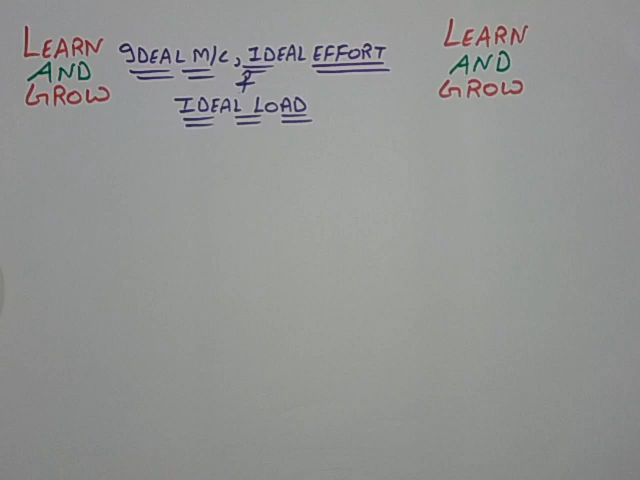 LEARN
AND
GROW
IDEAL M/C, IDEAL EFFORT
&
IDEAL LOAD
LEARN
AND
GROW